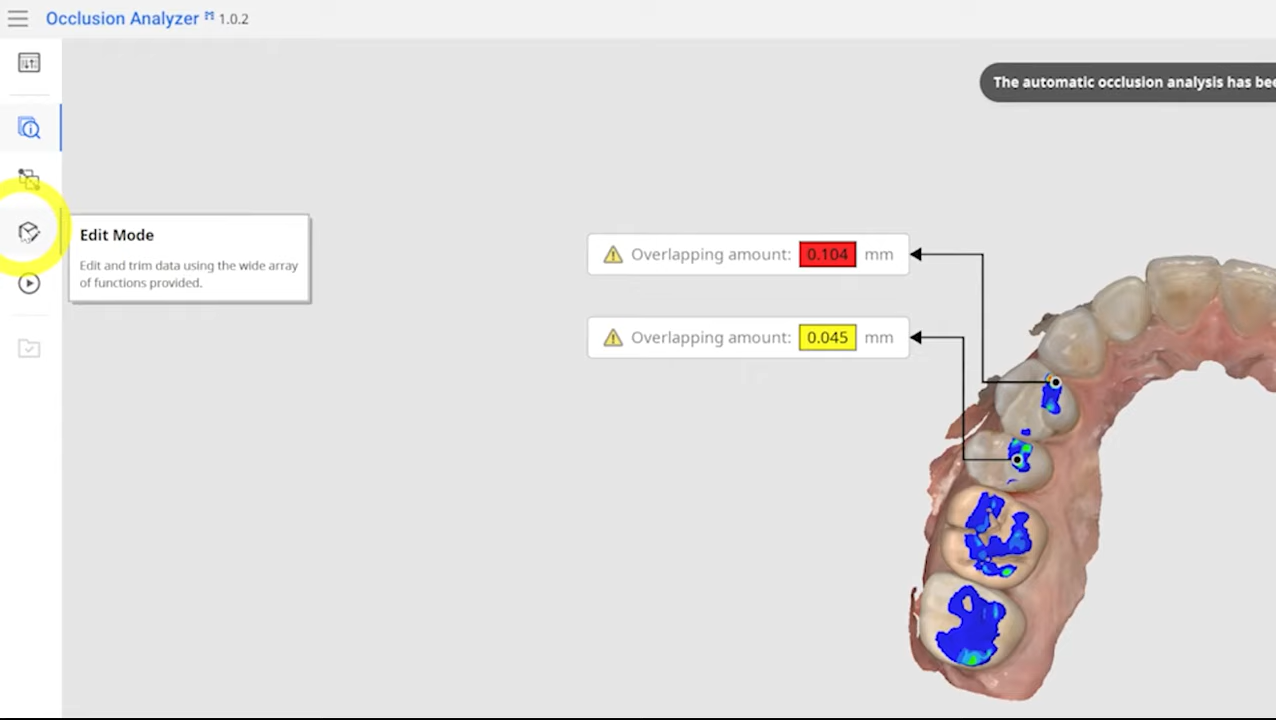 Occlusion Analyzer 1.0.2
The automatic occlusion analysis has
Edit Mode
Edit and trim data using the wide array
of functions provided.
Overlapping amount: 0.104 mm
Overlapping amount: 0.045 mm